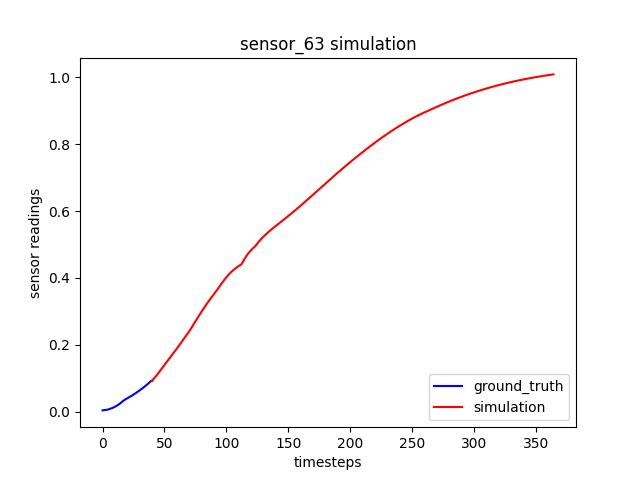 sensor_63 simulation
1.0
0.8
0.6
0.4
0.2
0.0
sensor readings
ground_truth
simulation
0 50 100 150 200 250 300 350
timesteps